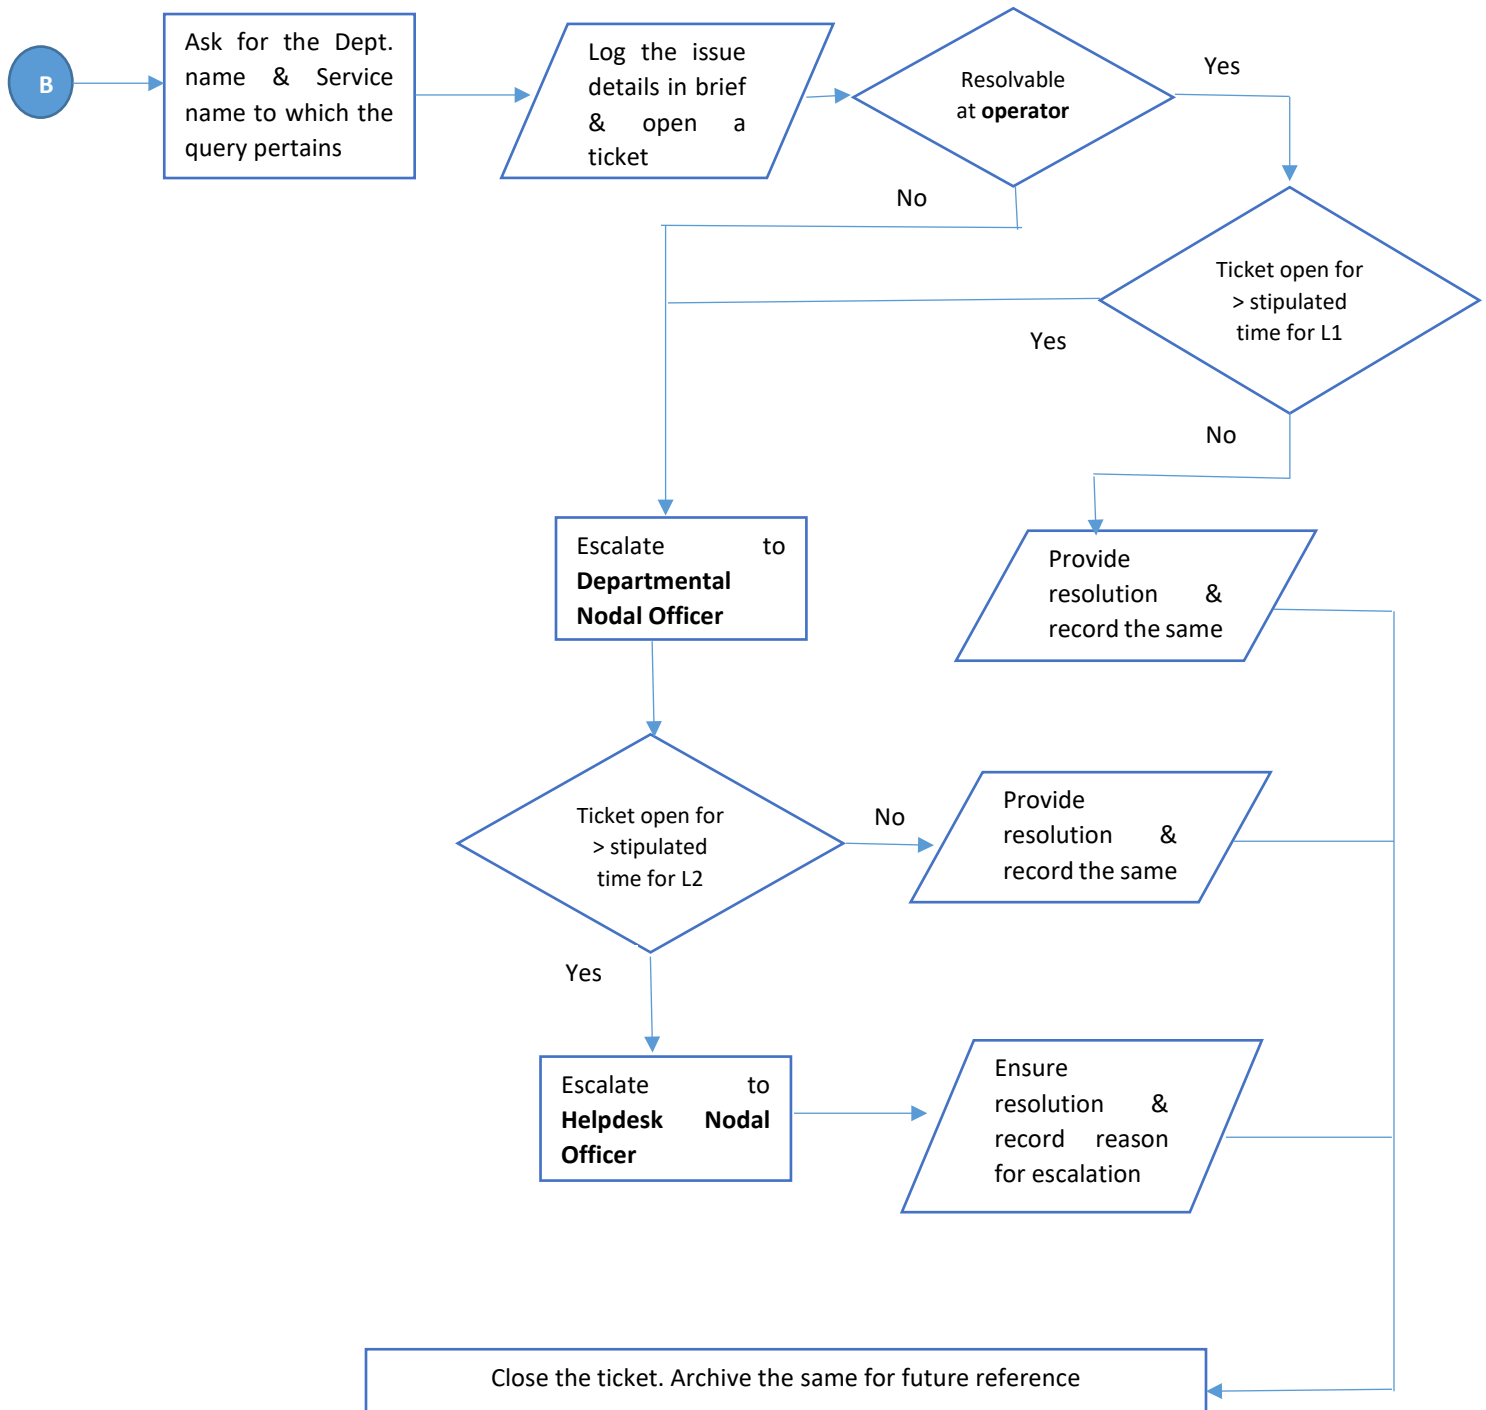 B
Ask for the Dept.
name & Service
name to which the
query pertains
Log the issue
details in brief
& open a
ticket
Resolvable
at operator
Yes
No
Ticket open for
> stipulated
time for L1
Yes
No
Escalate to
Departmental
Nodal Officer
Provide
resolution &
record the same
Ticket open for
> stipulated
time for L2
No
Provide
resolution &
record the same
Yes
Escalate to
Helpdesk Nodal
Officer
Ensure
resolution &
record reason
for escalation
Close the ticket. Archive the same for future reference